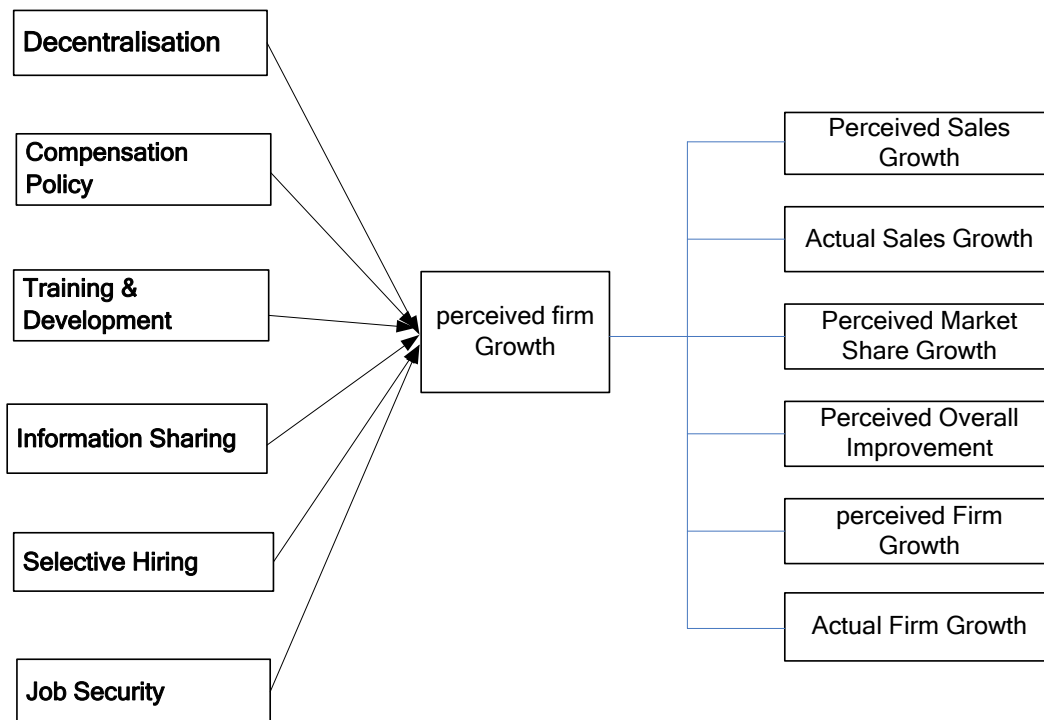 Decentralisation
Compensation
Policy
Training &
Development
Information Sharing
Selective Hiring
Job Security
perceived firm
Growth
Perceived Sales
Growth
Actual Sales Growth
Perceived Market
Share Growth
Perceived Overall
Improvement
perceived Firm
Growth
Actual Firm Growth